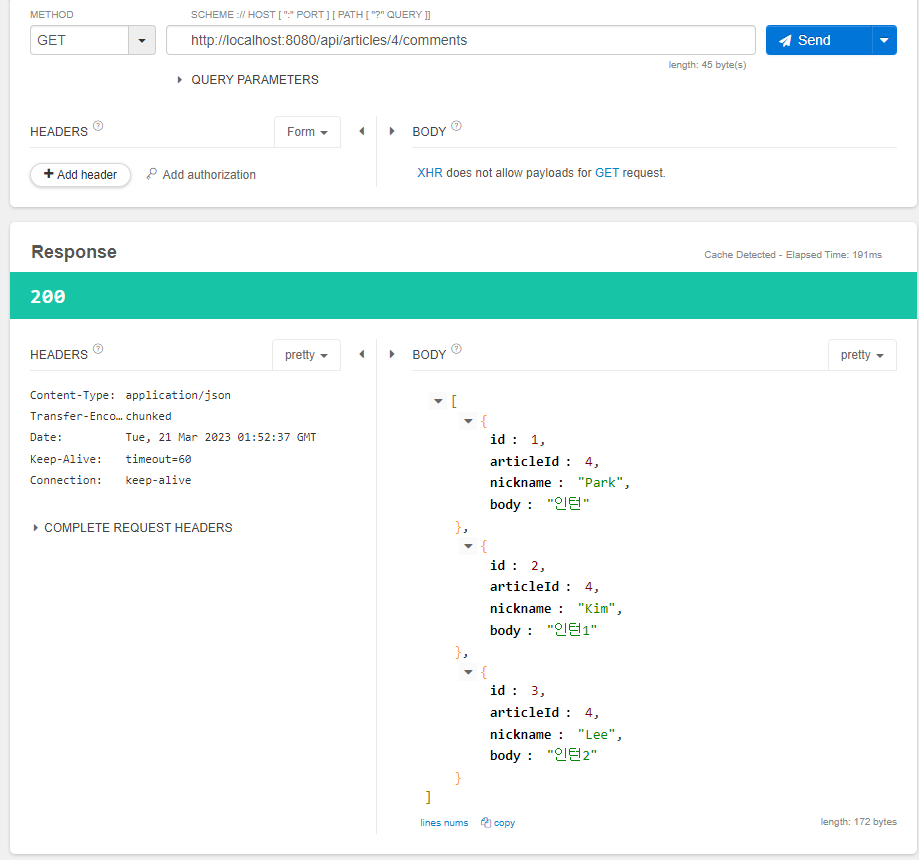 METHOD SCHEME :// HOST [ ":" PORT ] [ PATH [ "?" QUERY ]]
GET http://localhost:8080/api/articles/4/comments Send
length: 45 byte(s)
QUERY PARAMETERS
HEADERS ? Form BODY ?
+ Add header Add authorization XHR does not allow payloads for GET request.
Response Cache Detected - Elapsed Time: 191ms
200
HEADERS ? pretty BODY ? pretty
Content-Type: application/json
Transfer-Enco… chunked
Date: Tue, 21 Mar 2023 01:52:37 GMT
Keep-Alive: timeout=60
Connection: keep-alive
COMPLETE REQUEST HEADERS
[
{
id : 1,
articleId : 4,
nickname : "Park",
body : "인턴"
},
{
id : 2,
articleId : 4,
nickname : "Kim",
body : "인턴1"
},
{
id : 3,
articleId : 4,
nickname : "Lee",
body : "인턴2"
}
]
lines nums copy length: 172 bytes